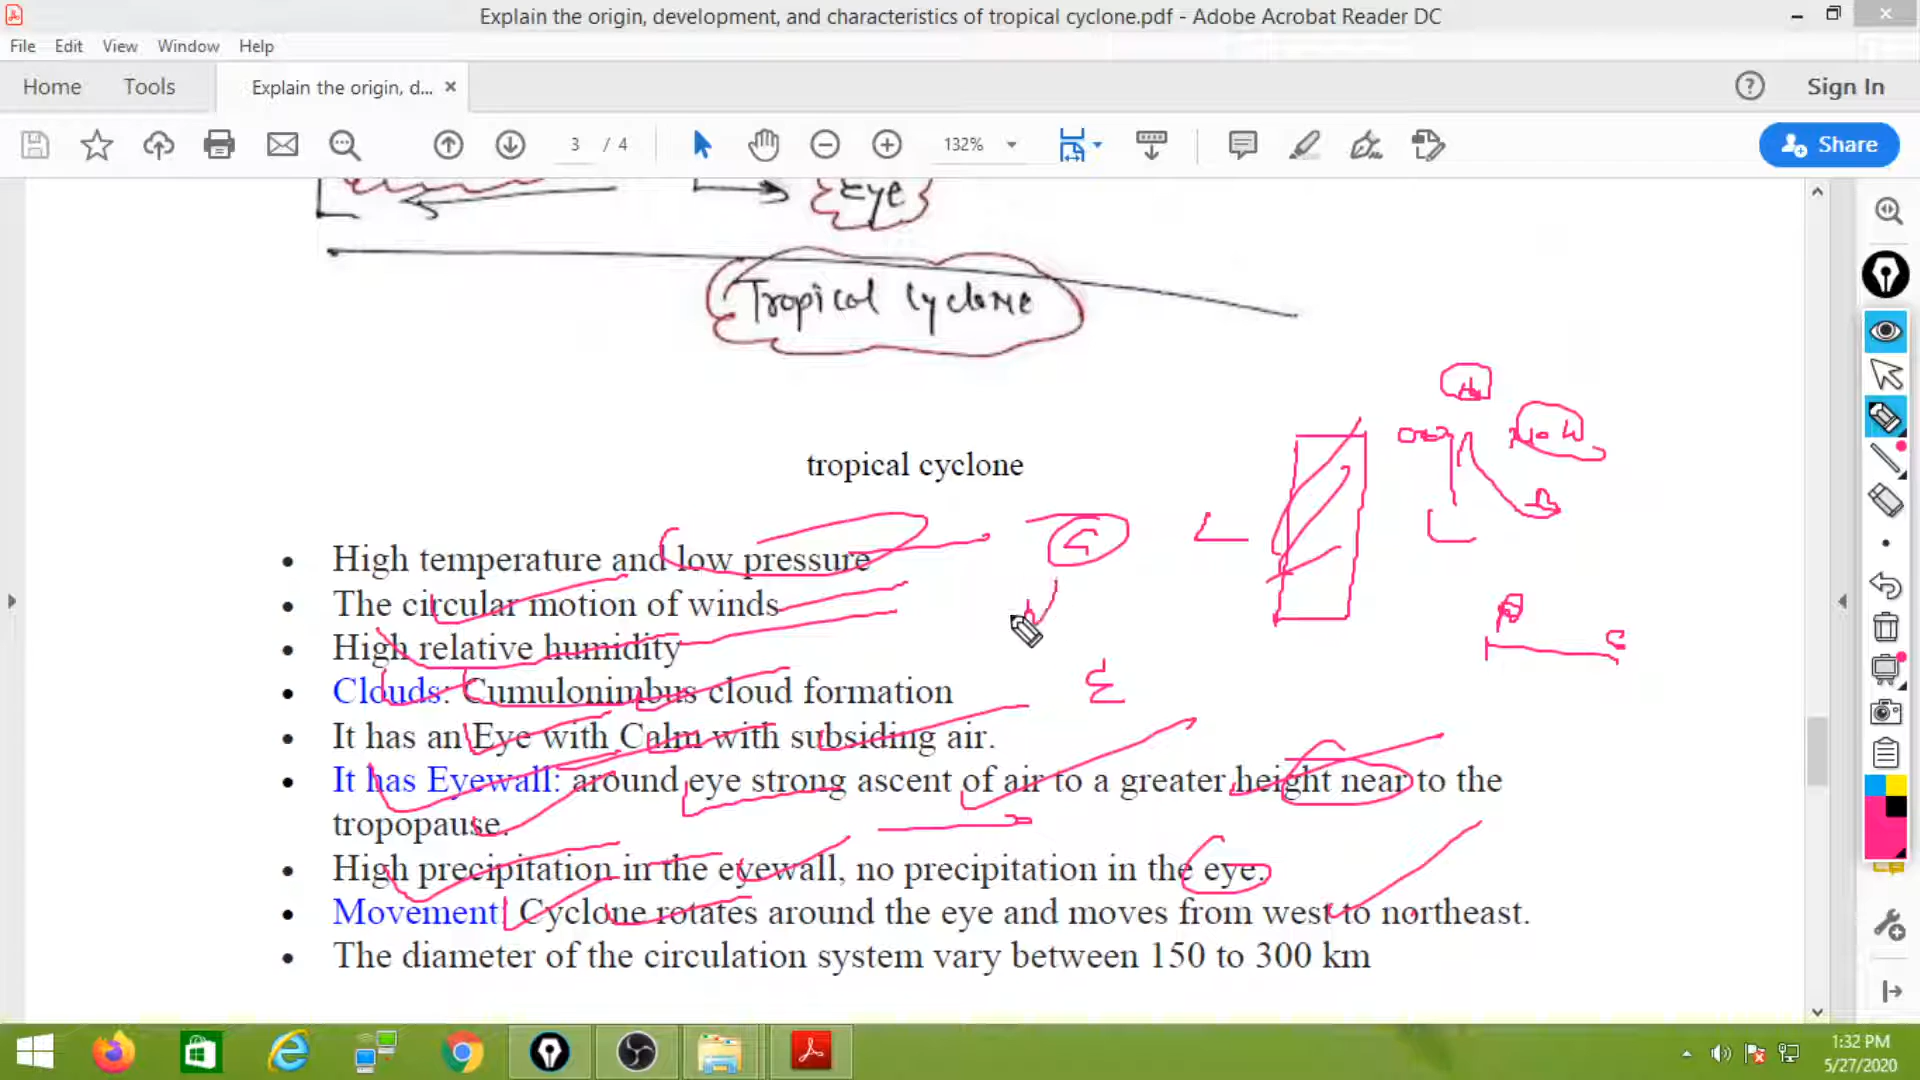 Explain the origin, development, and characteristics of tropical cyclone.pdf - Adobe Acrobat Reader DC
File Edit View Window Help
Home Tools Explain the origin, d... Sign In
3 / 4 132% Share
Eye
Tropical Cyclone
tropical cyclone
• High temperature and low pressure
• The circular motion of winds
• High relative humidity
• Clouds: Cumulonimbus cloud formation
• It has an Eye with Calm with subsiding air.
• It has Eyewall: around eye strong ascent of air to a greater height near to the
tropopause.
• High precipitation in the eyewall, no precipitation in the eye.
• Movement: Cyclone rotates around the eye and moves from west to northeast.
• The diameter of the circulation system vary between 150 to 300 km
1:32 PM
5/27/2020